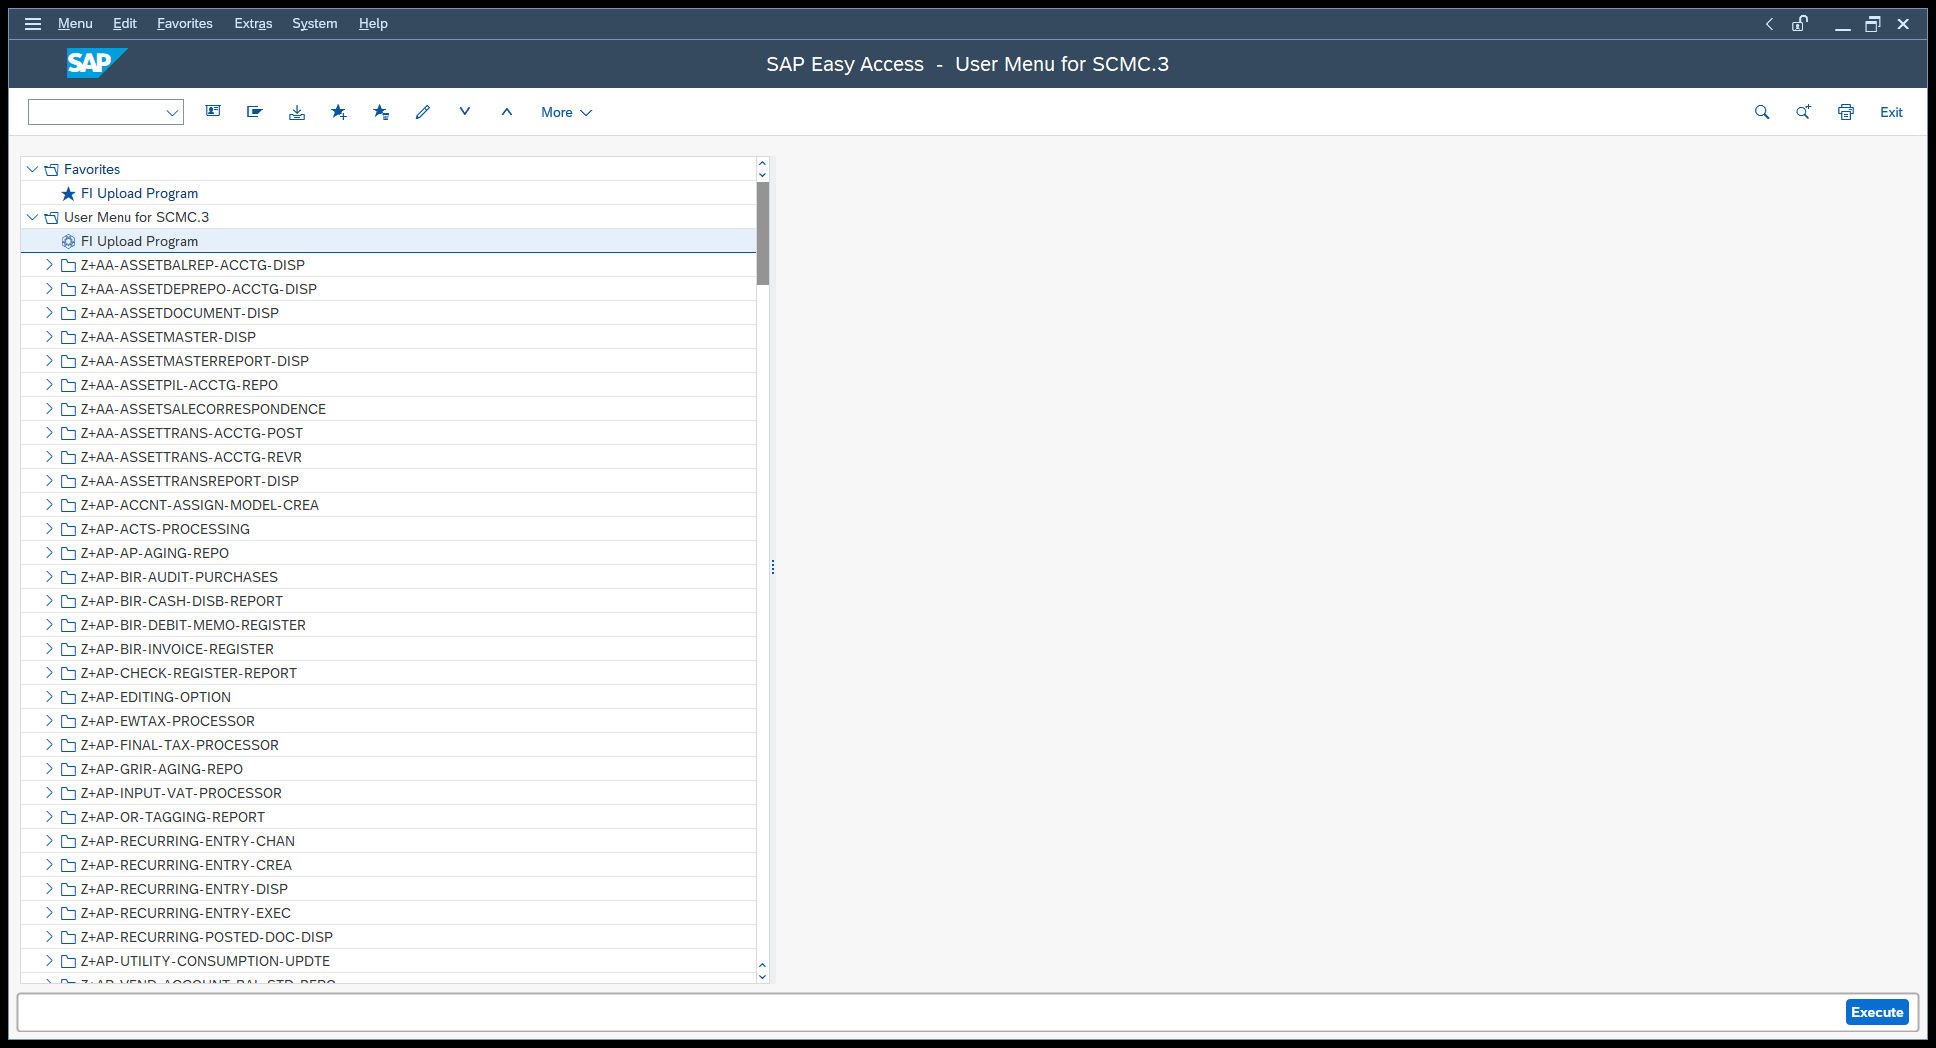 Menu Edit Favorites Extras System Help
SAP
SAP Easy Access - User Menu for SCMC.3
More
Exit
Favorites
FI Upload Program
User Menu for SCMC.3
FI Upload Program
Z+AA-ASSETBALREP-ACCTG-DISP
Z+AA-ASSETDEPREPO-ACCTG-DISP
Z+AA-ASSETDOCUMENT-DISP
Z+AA-ASSETMASTER-DISP
Z+AA-ASSETMASTERREPORT-DISP
Z+AA-ASSETPIL-ACCTG-REPO
Z+AA-ASSETSALECORRESPONDENCE
Z+AA-ASSETTRANS-ACCTG-POST
Z+AA-ASSETTRANS-ACCTG-REVR
Z+AA-ASSETTRANSREPORT-DISP
Z+AP-ACCNT-ASSIGN-MODEL-CREA
Z+AP-ACTS-PROCESSING
Z+AP-AP-AGING-REPO
Z+AP-BIR-AUDIT-PURCHASES
Z+AP-BIR-CASH-DISB-REPORT
Z+AP-BIR-DEBIT-MEMO-REGISTER
Z+AP-BIR-INVOICE-REGISTER
Z+AP-CHECK-REGISTER-REPORT
Z+AP-EDITING-OPTION
Z+AP-EWTAX-PROCESSOR
Z+AP-FINAL-TAX-PROCESSOR
Z+AP-GRIR-AGING-REPO
Z+AP-INPUT-VAT-PROCESSOR
Z+AP-OR-TAGGING-REPORT
Z+AP-RECURRING-ENTRY-CHAN
Z+AP-RECURRING-ENTRY-CREA
Z+AP-RECURRING-ENTRY-DISP
Z+AP-RECURRING-ENTRY-EXEC
Z+AP-RECURRING-POSTED-DOC-DISP
Z+AP-UTILITY-CONSUMPTION-UPDTE
Z+AP-VEND-ACCOUNT-BAL-STD-REPO
Execute